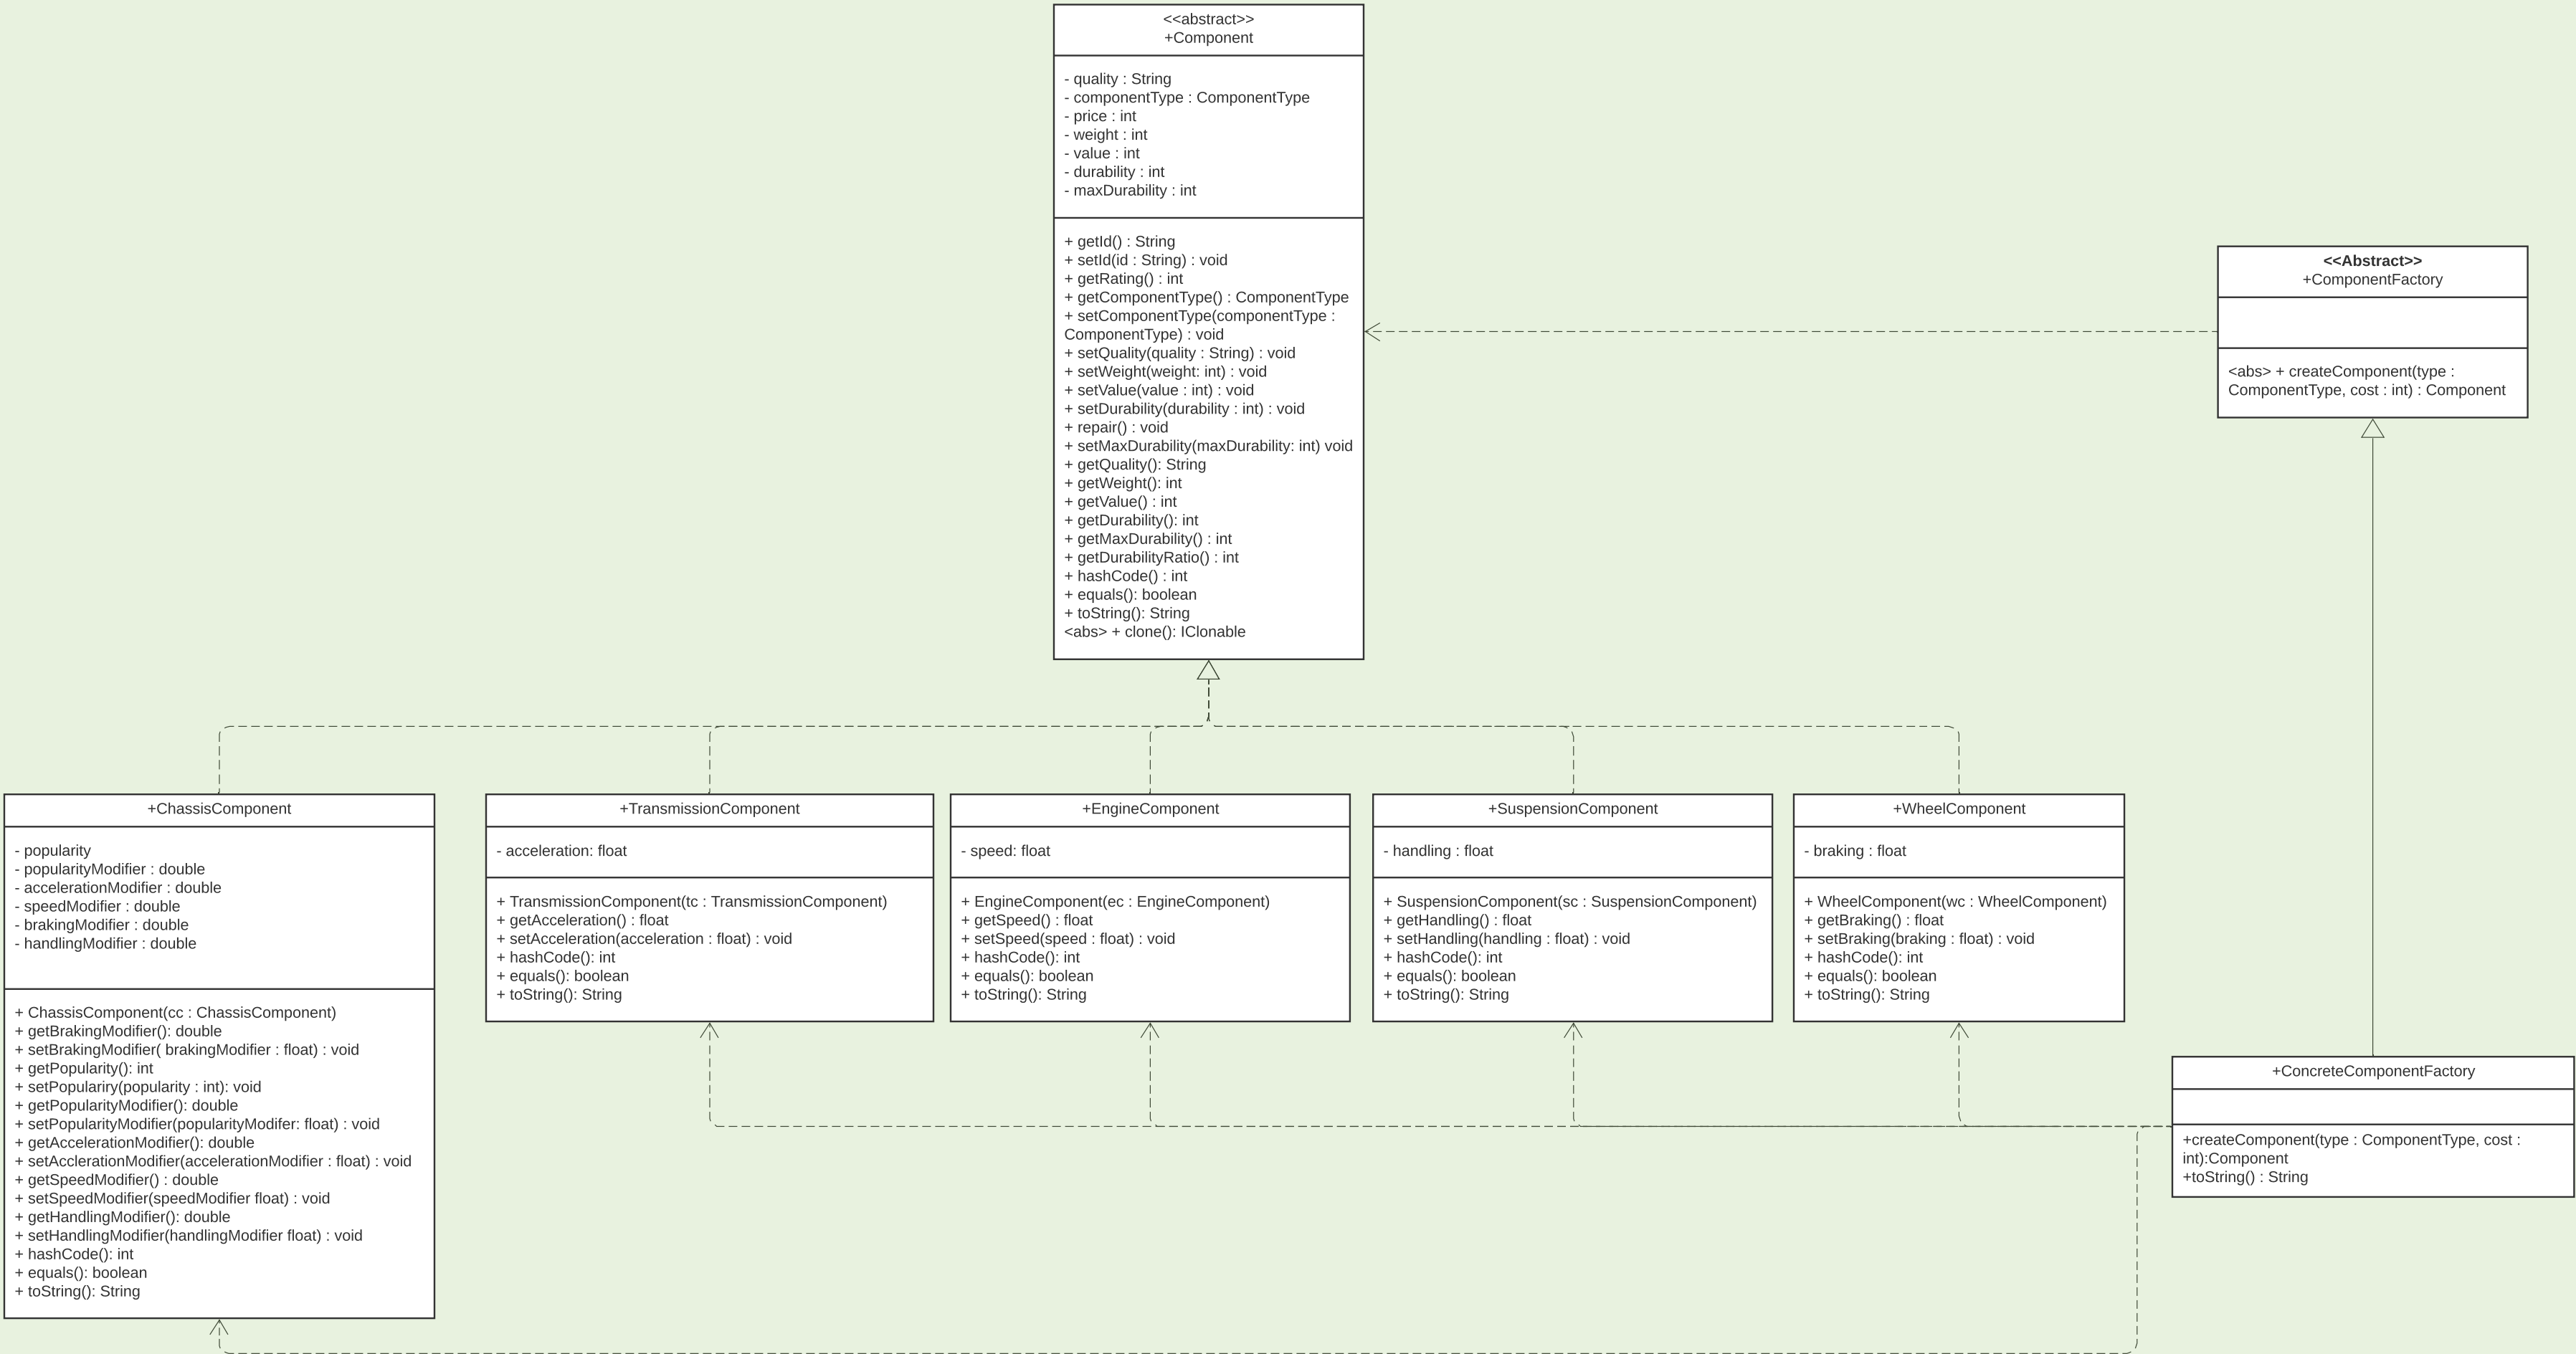 <<abstract>>
+Component
- quality : String
- componentType : ComponentType
- price : int
- weight : int
- value : int
- durability : int
- maxDurability : int
+ getId() : String
+ setId(id : String) : void
+ getRating() : int
+ getComponentType() : ComponentType
+ setComponentType(componentType :
ComponentType) : void
+ setQuality(quality : String) : void
+ setWeight(weight: int) : void
+ setValue(value : int) : void
+ setDurability(durability : int) : void
+ repair() : void
+ setMaxDurability(maxDurability: int) void
+ getQuality(): String
+ getWeight(): int
+ getValue() : int
+ getDurability(): int
+ getMaxDurability() : int
+ getDurabilityRatio() : int
+ hashCode() : int
+ equals(): boolean
+ toString(): String
<abs> + clone(): IClonable
<<Abstract>>
+ComponentFactory
<abs> + createComponent(type :
ComponentType, cost : int) : Component
+ChassisComponent
- popularity
- popularityModifier : double
- accelerationModifier : double
- speedModifier : double
- brakingModifier : double
- handlingModifier : double
+ ChassisComponent(cc : ChassisComponent)
+ getBrakingModifier(): double
+ setBrakingModifier( brakingModifier : float) : void
+ getPopularity(): int
+ setPopulariry(popularity : int): void
+ getPopularityModifier(): double
+ setPopularityModifier(popularityModifer: float) : void
+ getAccelerationModifier(): double
+ setAcclerationModifier(accelerationModifier : float) : void
+ getSpeedModifier() : double
+ setSpeedModifier(speedModifier float) : void
+ getHandlingModifier(): double
+ setHandlingModifier(handlingModifier float) : void
+ hashCode(): int
+ equals(): boolean
+ toString(): String
+TransmissionComponent
- acceleration: float
+ TransmissionComponent(tc : TransmissionComponent)
+ getAcceleration() : float
+ setAcceleration(acceleration : float) : void
+ hashCode(): int
+ equals(): boolean
+ toString(): String
+EngineComponent
- speed: float
+ EngineComponent(ec : EngineComponent)
+ getSpeed() : float
+ setSpeed(speed : float) : void
+ hashCode(): int
+ equals(): boolean
+ toString(): String
+SuspensionComponent
- handling : float
+ SuspensionComponent(sc : SuspensionComponent)
+ getHandling() : float
+ setHandling(handling : float) : void
+ hashCode(): int
+ equals(): boolean
+ toString(): String
+WheelComponent
- braking : float
+ WheelComponent(wc : WheelComponent)
+ getBraking() : float
+ setBraking(braking : float) : void
+ hashCode(): int
+ equals(): boolean
+ toString(): String
+ConcreteComponentFactory
+createComponent(type : ComponentType, cost :
int):Component
+toString() : String